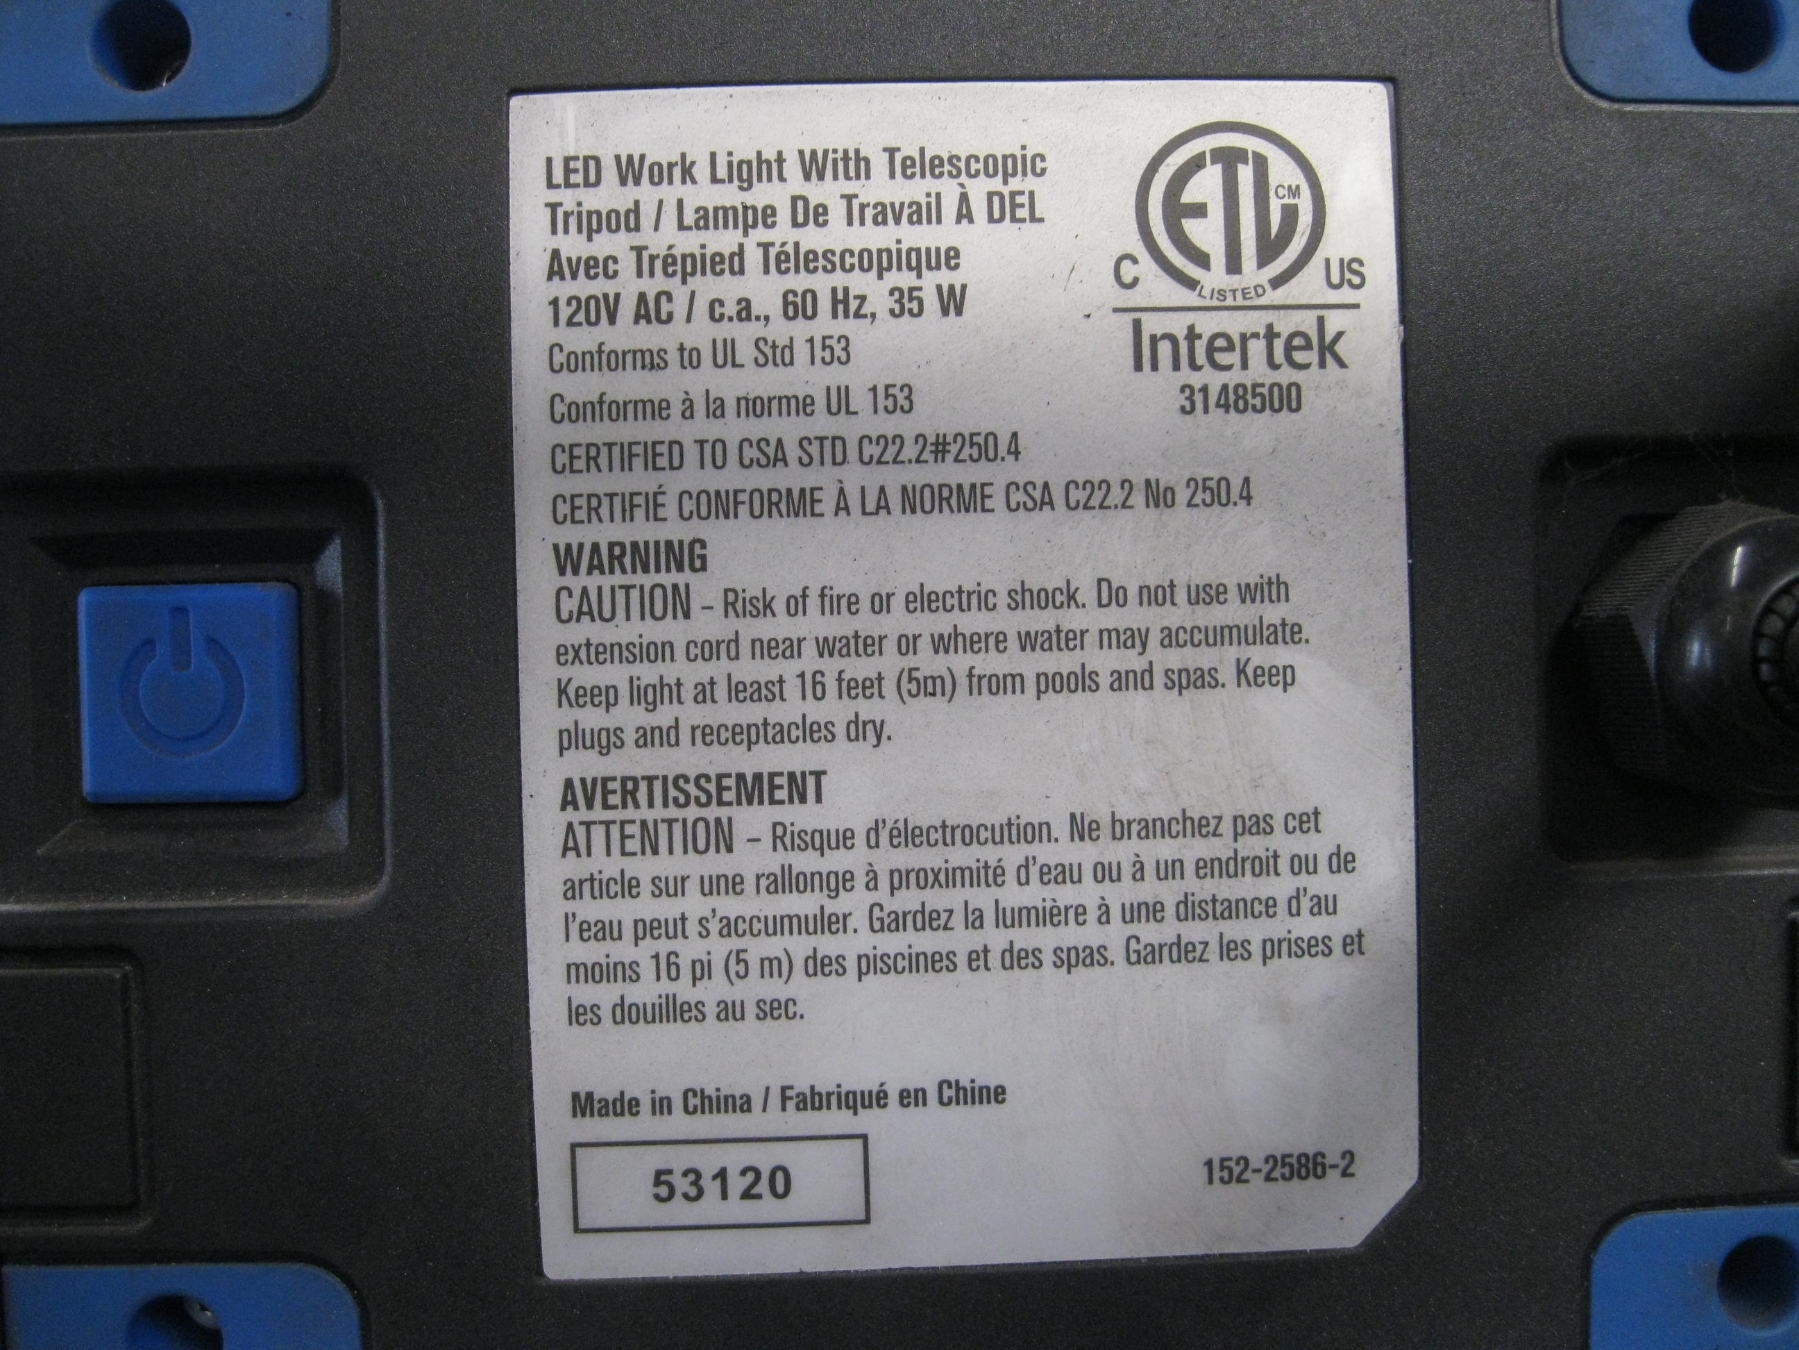 LED Work Light With Telescopic
Tripod / Lampe De Travail À DEL
Avec Trépied Télescopique
120V AC / c.a., 60 Hz, 35 W
Conforms to UL Std 153
Conforme à la norme UL 153
CERTIFIED TO CSA STD C22.2#250.4
CERTIFIÉ CONFORME À LA NORME CSA C22.2 No 250.4
ETL CM
C LISTED US
Intertek
3148500
WARNING
CAUTION – Risk of fire or electric shock. Do not use with
extension cord near water or where water may accumulate.
Keep light at least 16 feet (5m) from pools and spas. Keep
plugs and receptacles dry.
AVERTISSEMENT
ATTENTION – Risque d'électrocution. Ne branchez pas cet
article sur une rallonge à proximité d'eau ou à un endroit ou de
l'eau peut s'accumuler. Gardez la lumière à une distance d'au
moins 16 pi (5 m) des piscines et des spas. Gardez les prises et
les douilles au sec.
Made in China / Fabriqué en Chine
53120
152-2586-2